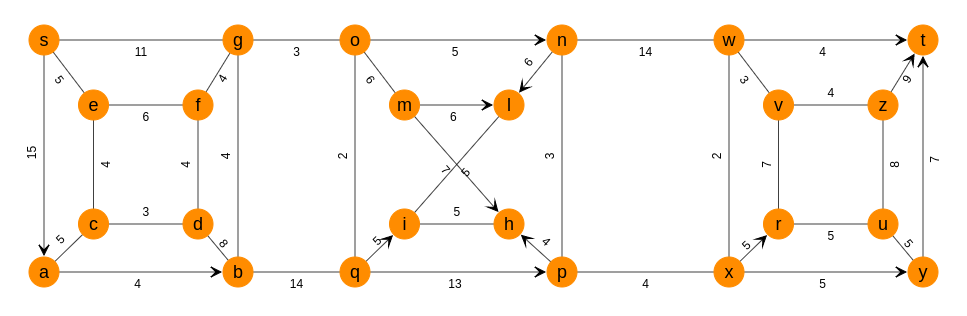 s g o n w t
11 3 5 14 4
5 4 6 6 3 9
e f m l v z
6 6 4
15 4 4 4 2 3 2 7 8 7
7 5
3 5
c d i h r u
5 8 5 4 5 5 5
a b q p x y
4 14 13 4 5